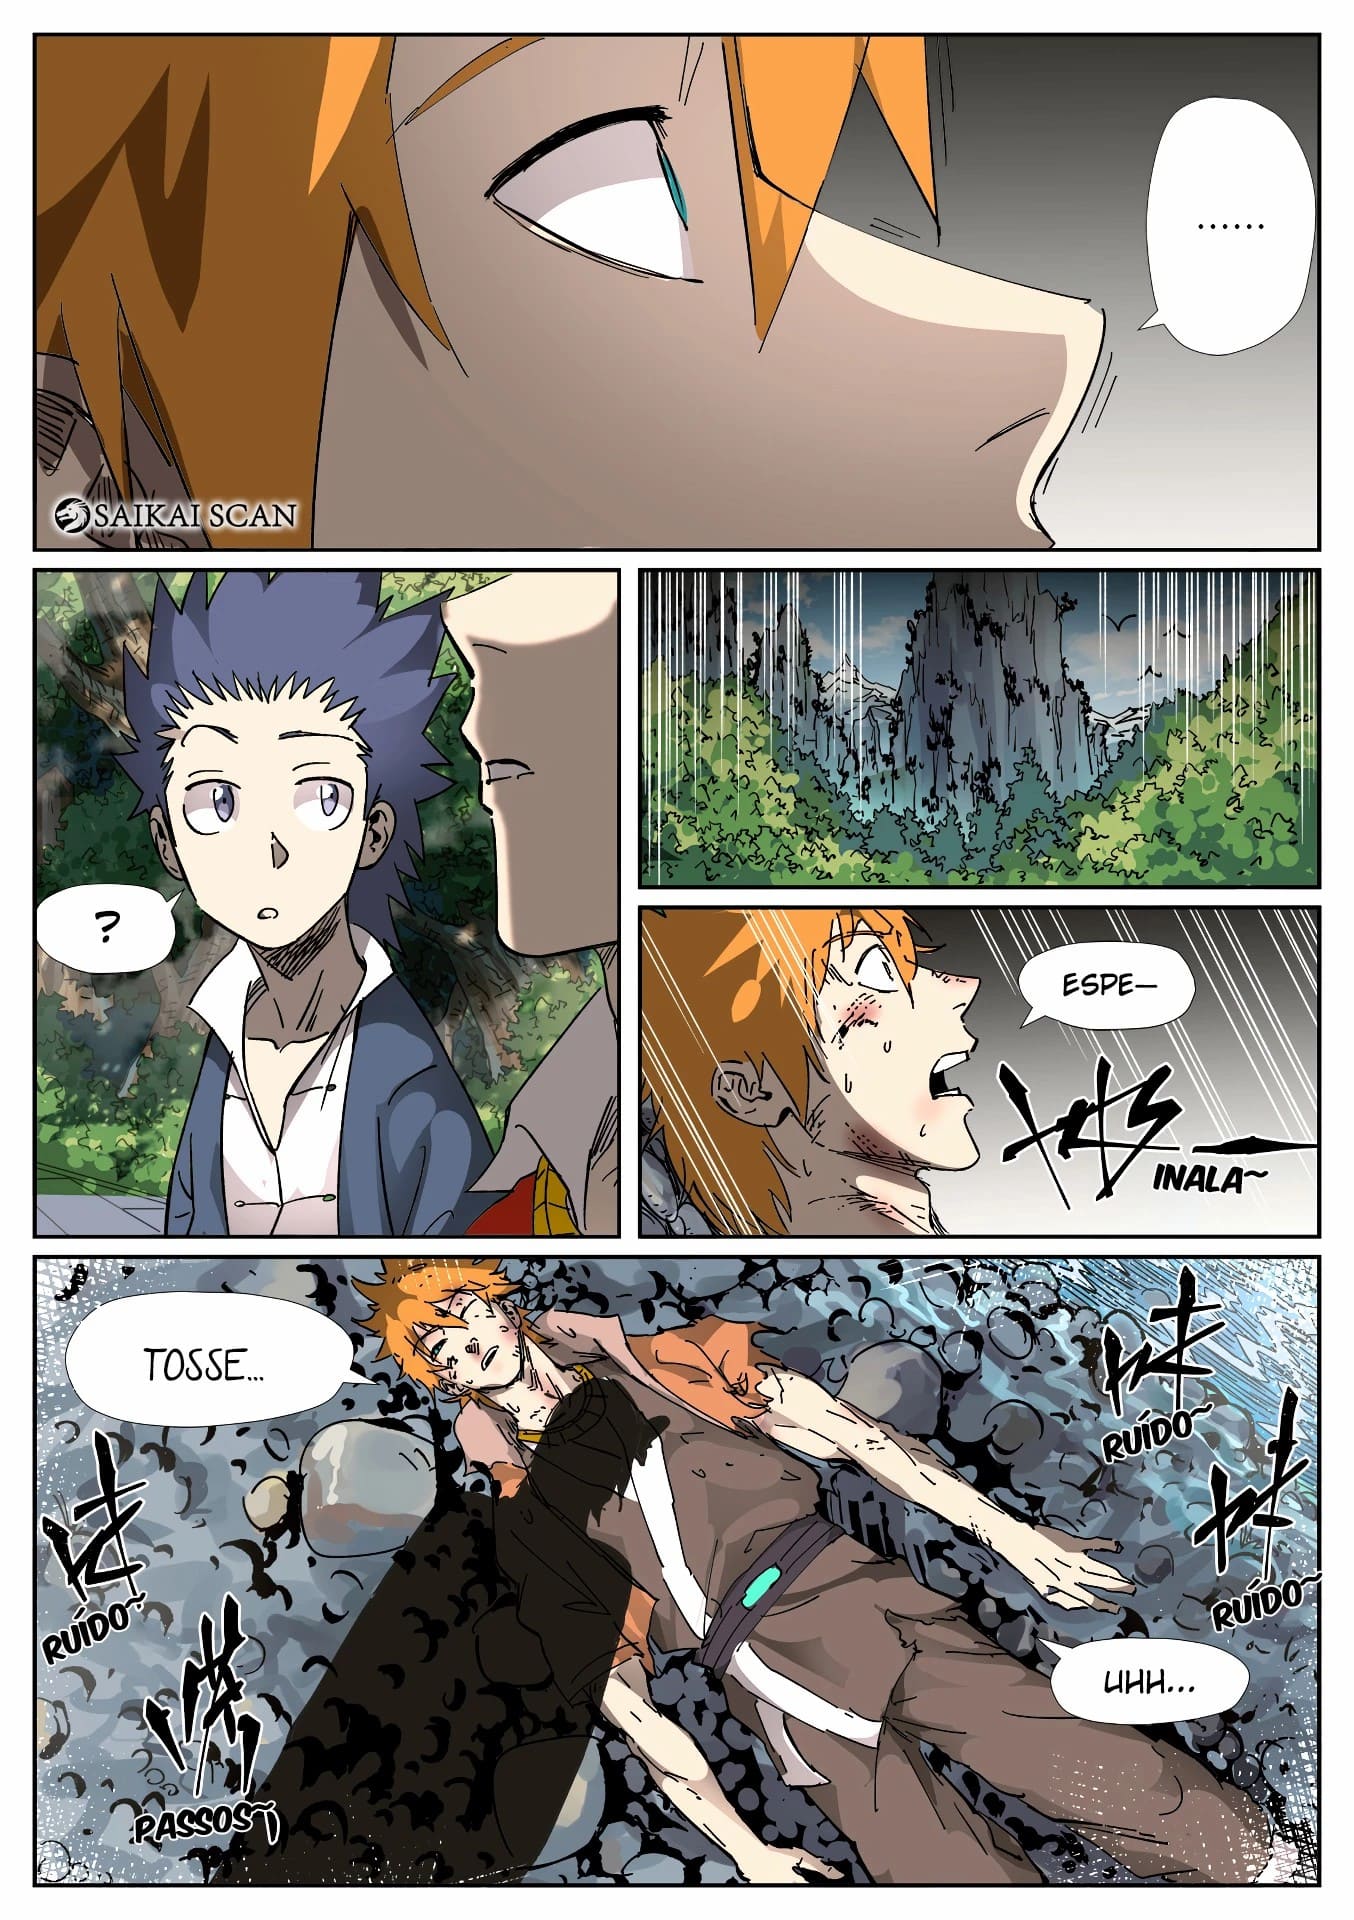 ......
SAIKAI SCAN
?
ESPE—
INALA~
TOSSE...
RUÍDO~
RUÍDO~
RUÍDO~
UHH...
PASSOS~